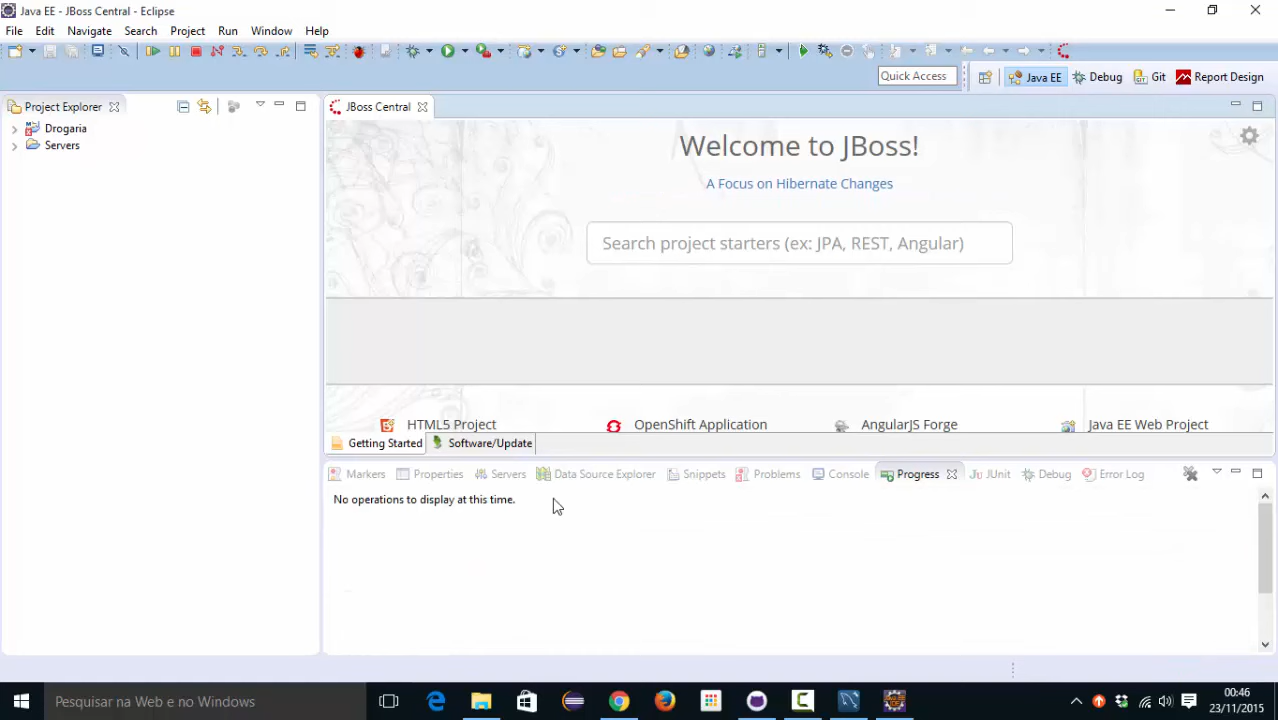 Java EE - JBoss Central - Eclipse
File Edit Navigate Search Project Run Window Help
Quick Access
Java EE
Debug
Git
Report Design
Project Explorer
Drogaria
Servers
JBoss Central
Welcome to JBoss!
A Focus on Hibernate Changes
Search project starters (ex: JPA, REST, Angular)
HTML5 Project
OpenShift Application
AngularJS Forge
Java EE Web Project
Getting Started
Software/Update
Markers
Properties
Servers
Data Source Explorer
Snippets
Problems
Console
Progress
JUnit
Debug
Error Log
No operations to display at this time.
Pesquisar na Web e no Windows
00:46
23/11/2015